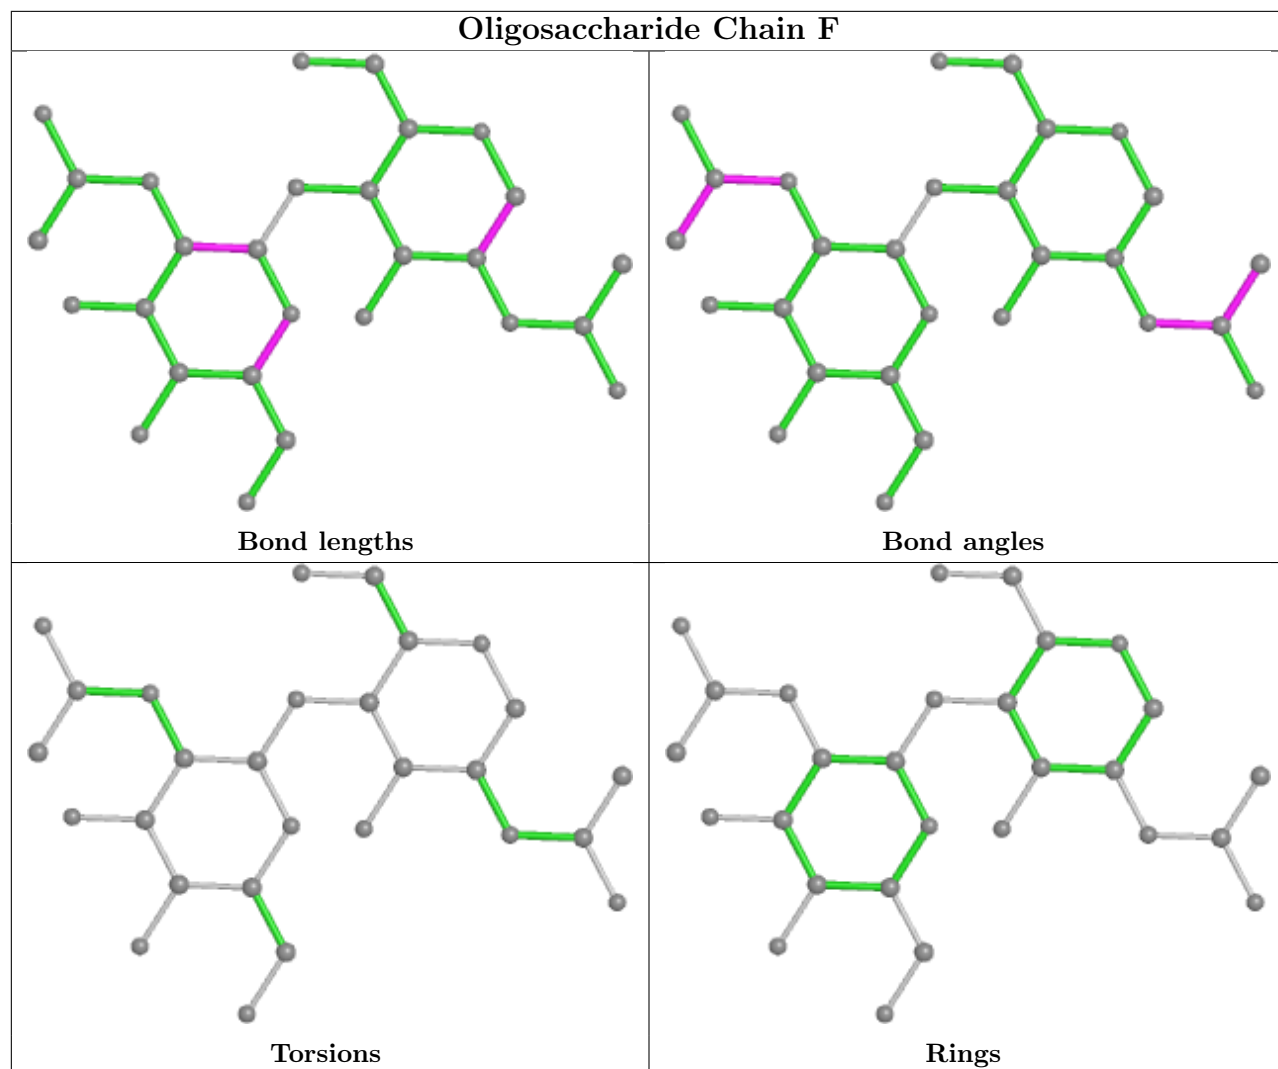 Oligosaccharide Chain F
Bond lengths
Bond angles
Torsions
Rings